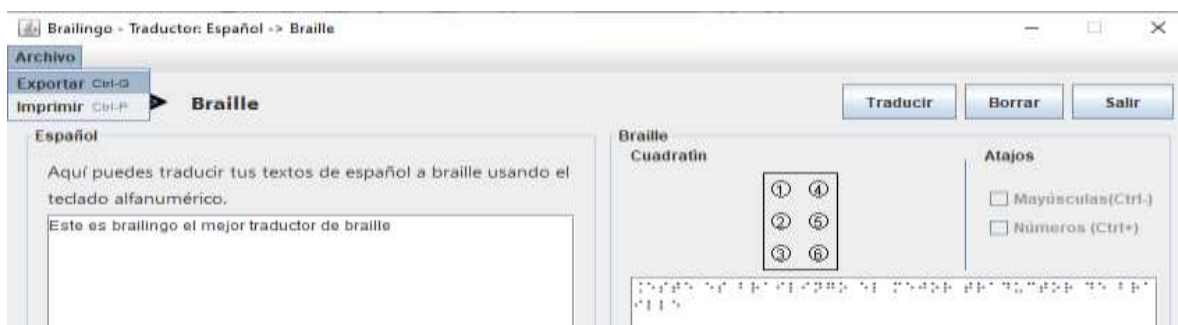 Brailingo - Traductor: Español -> Braille
Archivo
Exportar Ctrl-G
Imprimir Ctrl-P
Braille
Traducir Borrar Salir
Español
Aquí puedes traducir tus textos de español a braille usando el
teclado alfanumérico.
Este es brailingo el mejor traductor de braille
Braille
Cuadratin
① ④
② ⑤
③ ⑥
Atajos
Mayúsculas(Ctrl-)
Números (Ctrl+)